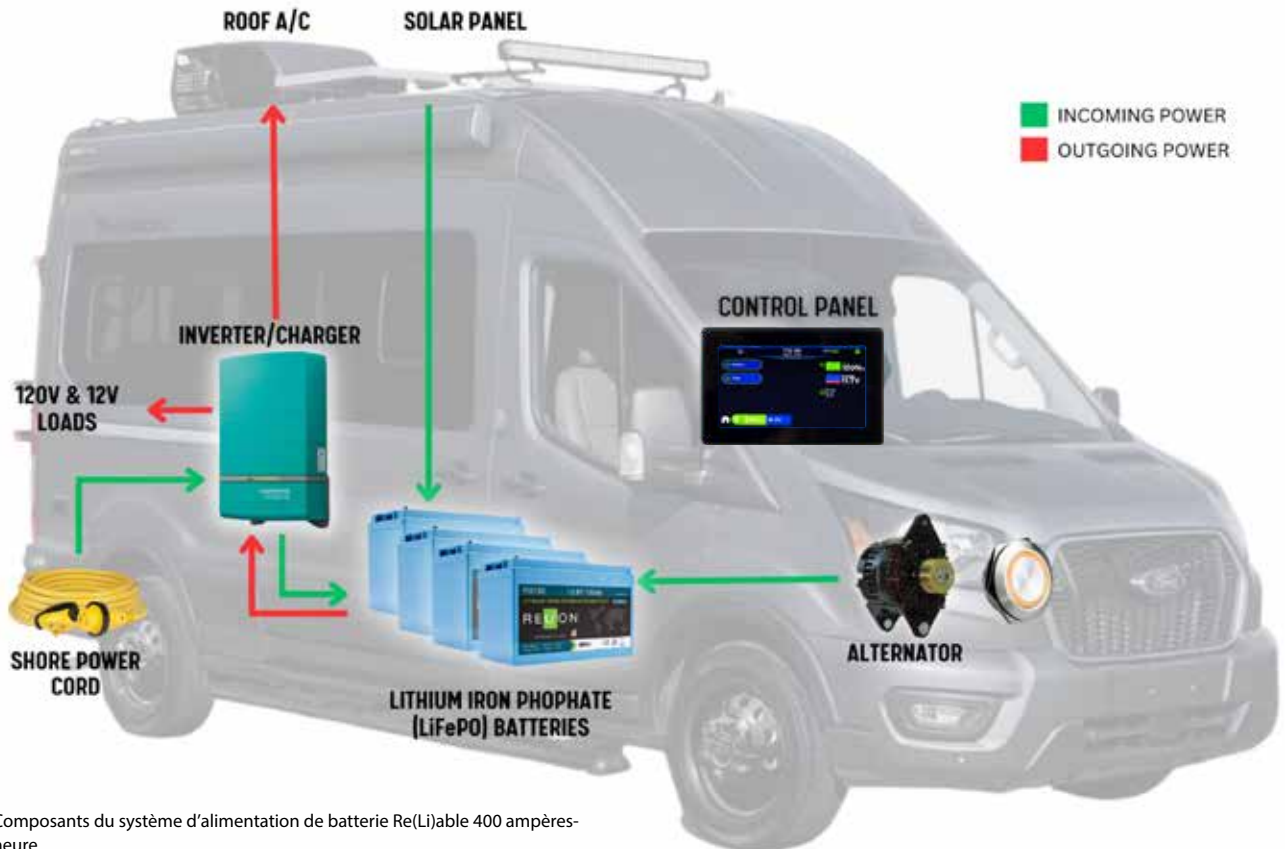 ROOF A/C
SOLAR PANEL
INCOMING POWER
OUTGOING POWER
CONTROL PANEL
INVERTER/CHARGER
120V & 12V
LOADS
RELiON
SHORE POWER
CORD
ALTERNATOR
LITHIUM IRON PHOPHATE
(LiFePO) BATTERIES
Composants du système d'alimentation de batterie Re(Li)able 400 ampères-
heure